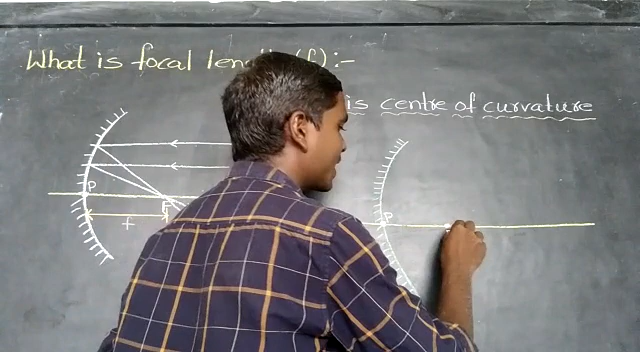 What is focal length (f) :-
is centre of curvature
P
F
f
P